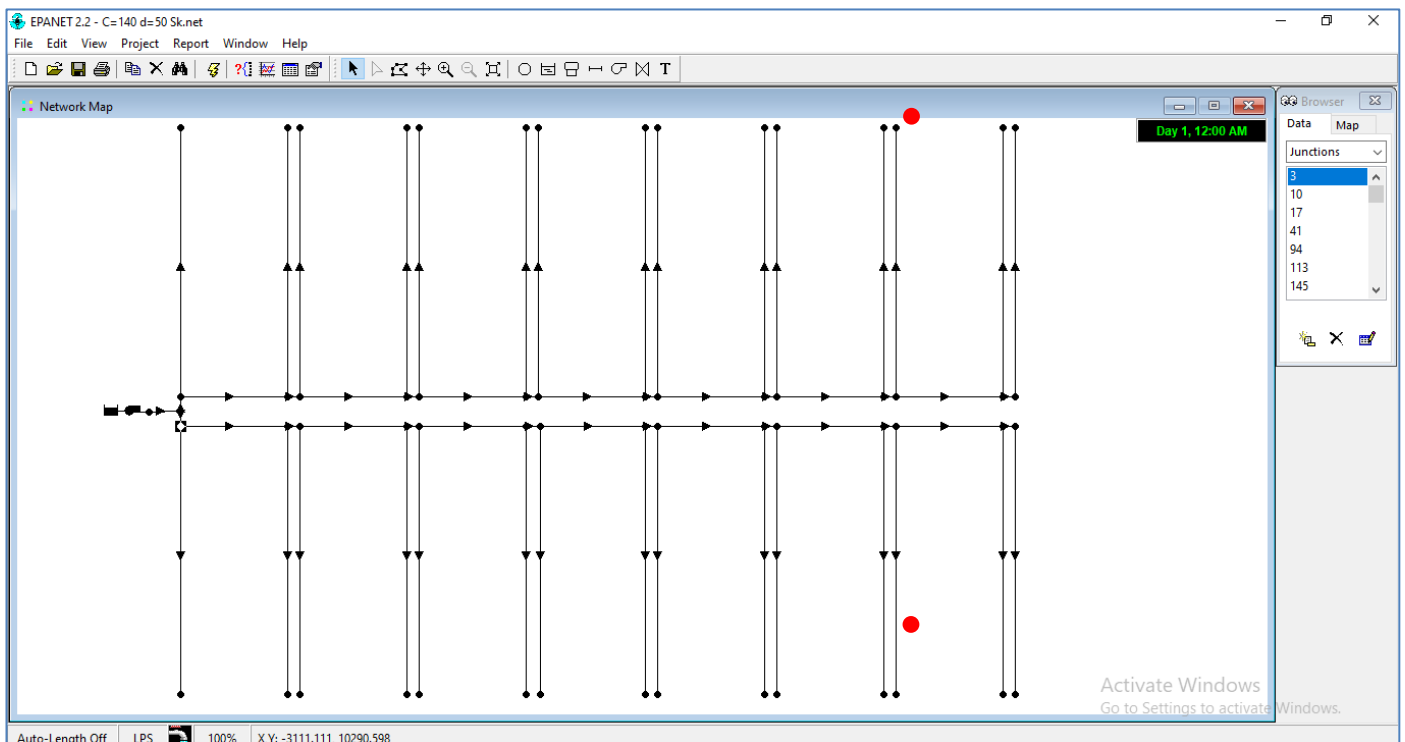 EPANET 2.2 - C=140 d=50 Sk.net
File Edit View Project Report Window Help
T
Network Map
Day 1, 12:00 AM
Browser
Data Map
Junctions
3
10
17
41
94
113
145
Activate Windows
Go to Settings to activate Windows.
Auto-Length Off LPS 100% X,Y: -3111.111, 10290.598